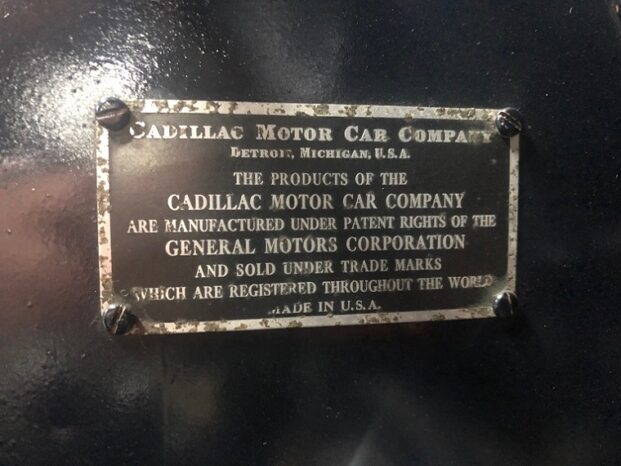 CADILLAC MOTOR CAR COMPANY
DETROIT, MICHIGAN, U.S.A.
THE PRODUCTS OF THE
CADILLAC MOTOR CAR COMPANY
ARE MANUFACTURED UNDER PATENT RIGHTS OF THE
GENERAL MOTORS CORPORATION
AND SOLD UNDER TRADE MARKS
WHICH ARE REGISTERED THROUGHOUT THE WORLD
MADE IN U.S.A.